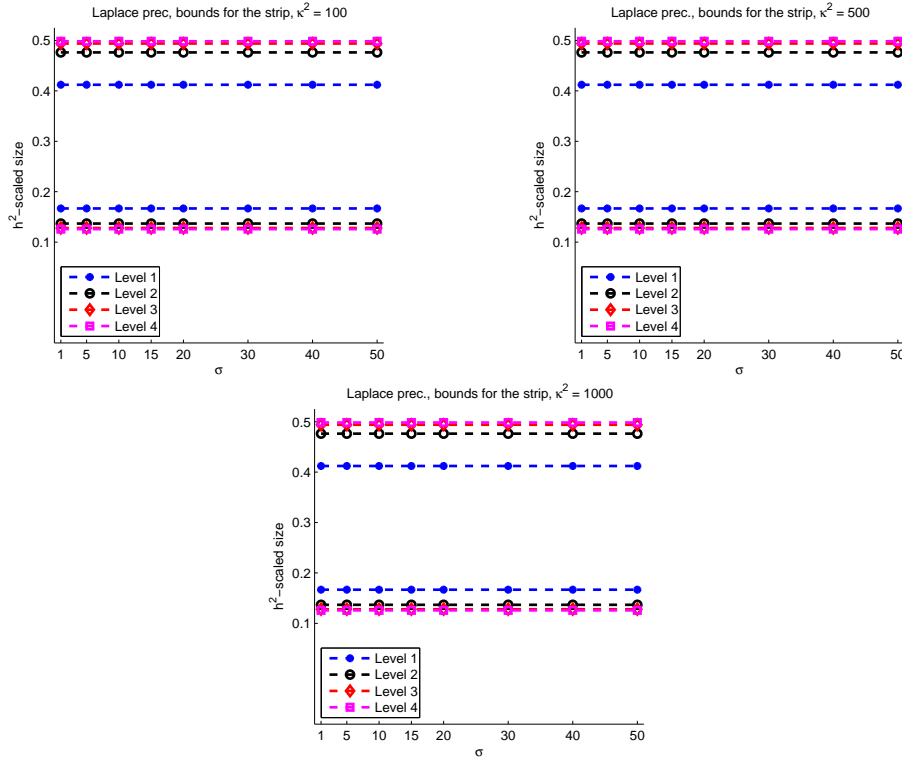 Laplace prec, bounds for the strip, κ² = 100
0.5
0.4
0.3
0.2
0.1
h²−scaled size
Level 1
Level 2
Level 3
Level 4
1 5 10 15 20 30 40 50
σ
Laplace prec., bounds for the strip, κ² = 500
0.5
0.4
0.3
0.2
0.1
h²−scaled size
Level 1
Level 2
Level 3
Level 4
1 5 10 15 20 30 40 50
σ
Laplace prec., bounds for the strip, κ² = 1000
0.5
0.4
0.3
0.2
0.1
h²−scaled size
Level 1
Level 2
Level 3
Level 4
1 5 10 15 20 30 40 50
σ